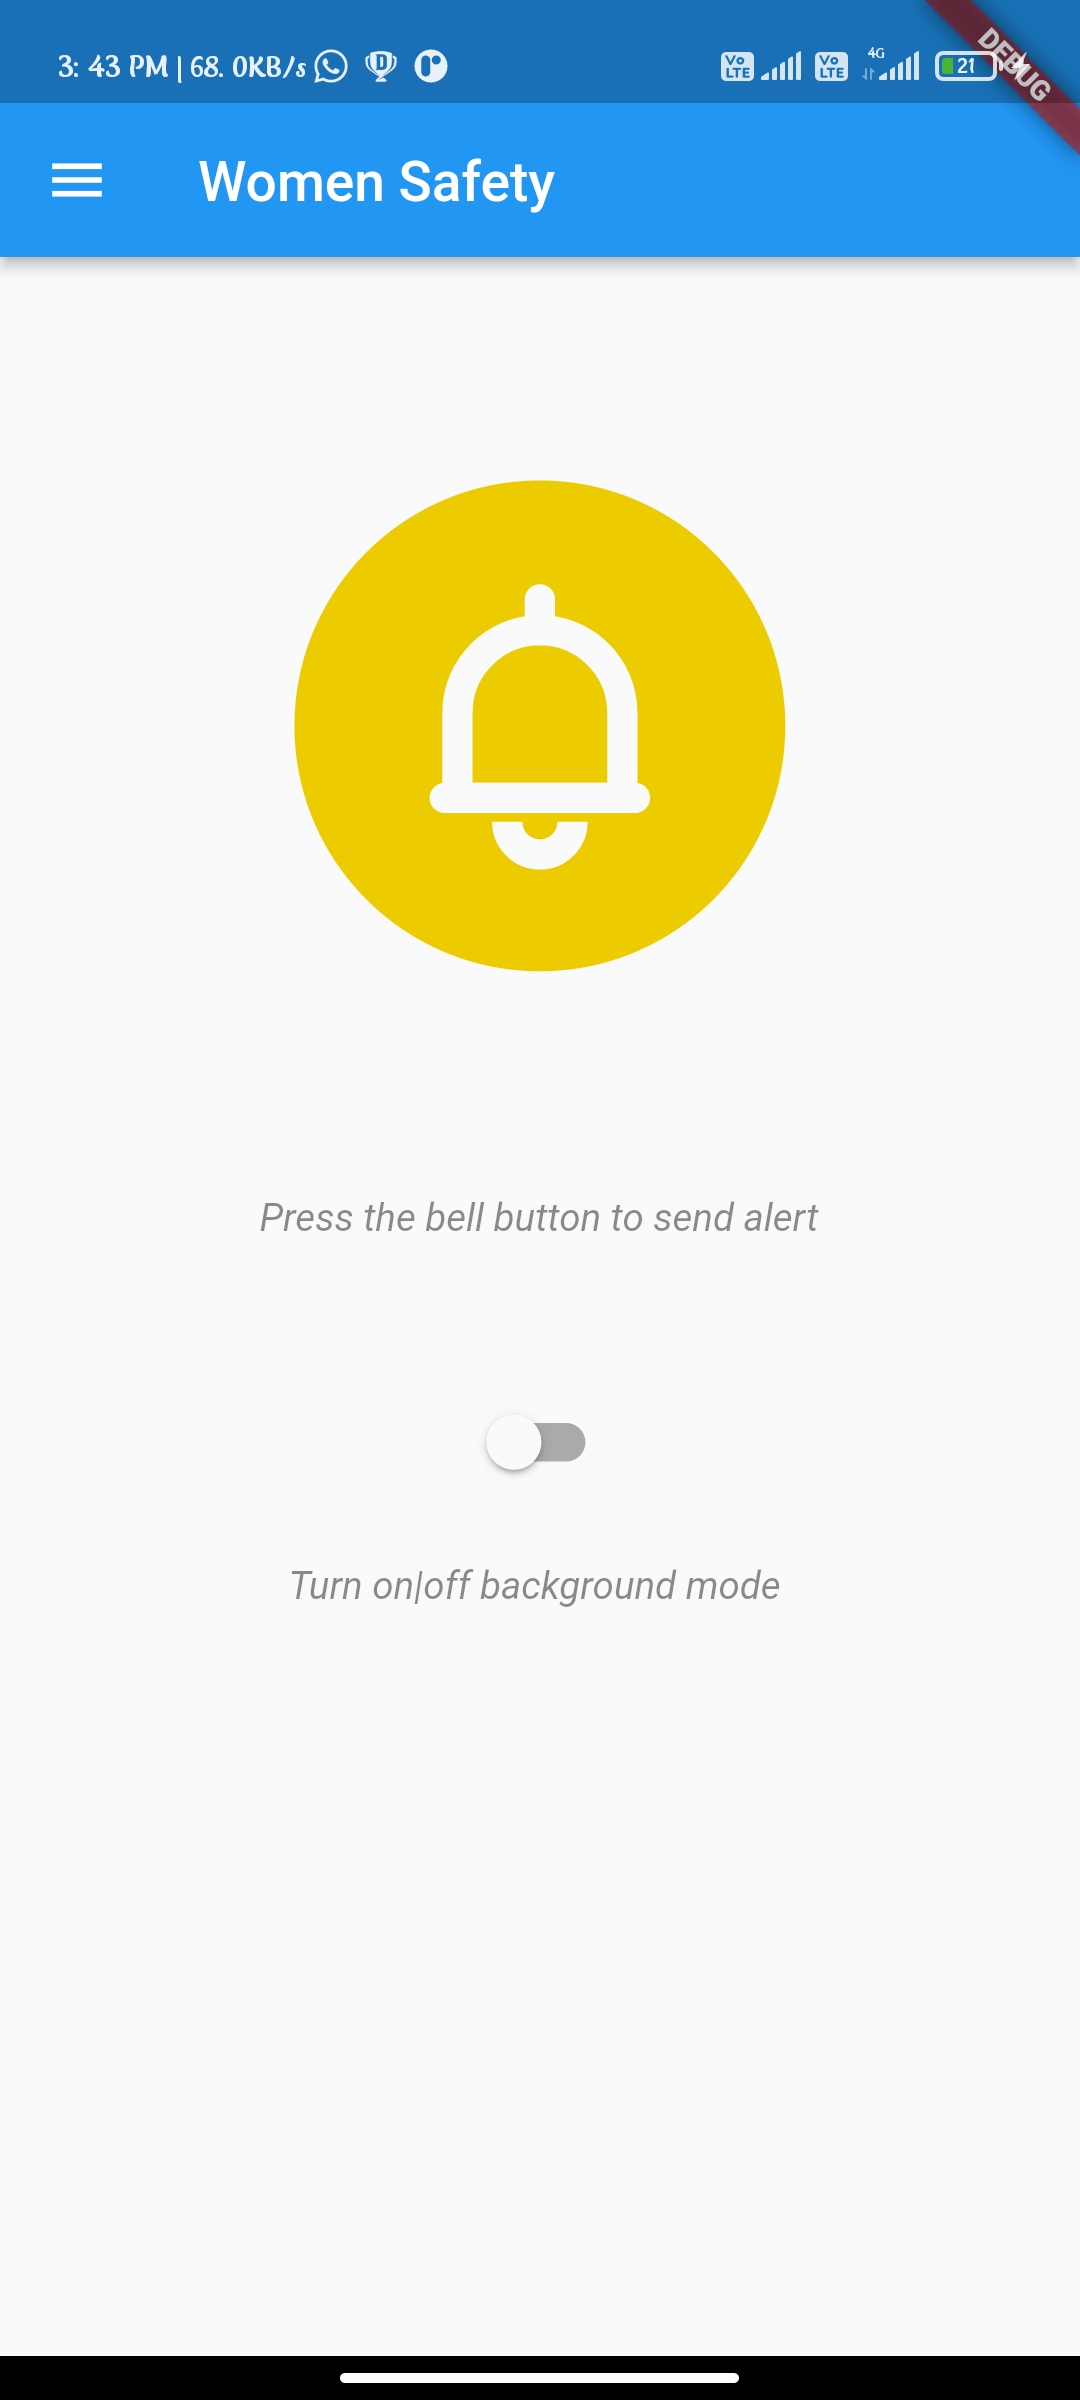 3: 43 PM | 68. 0KB/s D Vo LTE Vo LTE 4G 21 DEBUG
Women Safety
Press the bell button to send alert
Turn on|off background mode